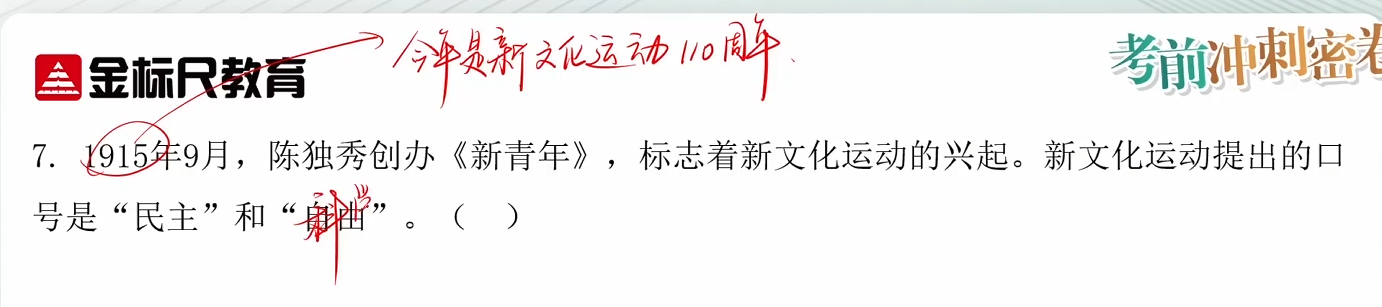 今年是新文化运动110周年.
金标尺教育
考前冲刺密卷
7. 1915年9月，陈独秀创办《新青年》，标志着新文化运动的兴起。新文化运动提出的口
号是“民主”和“自由”。（ ）
科学